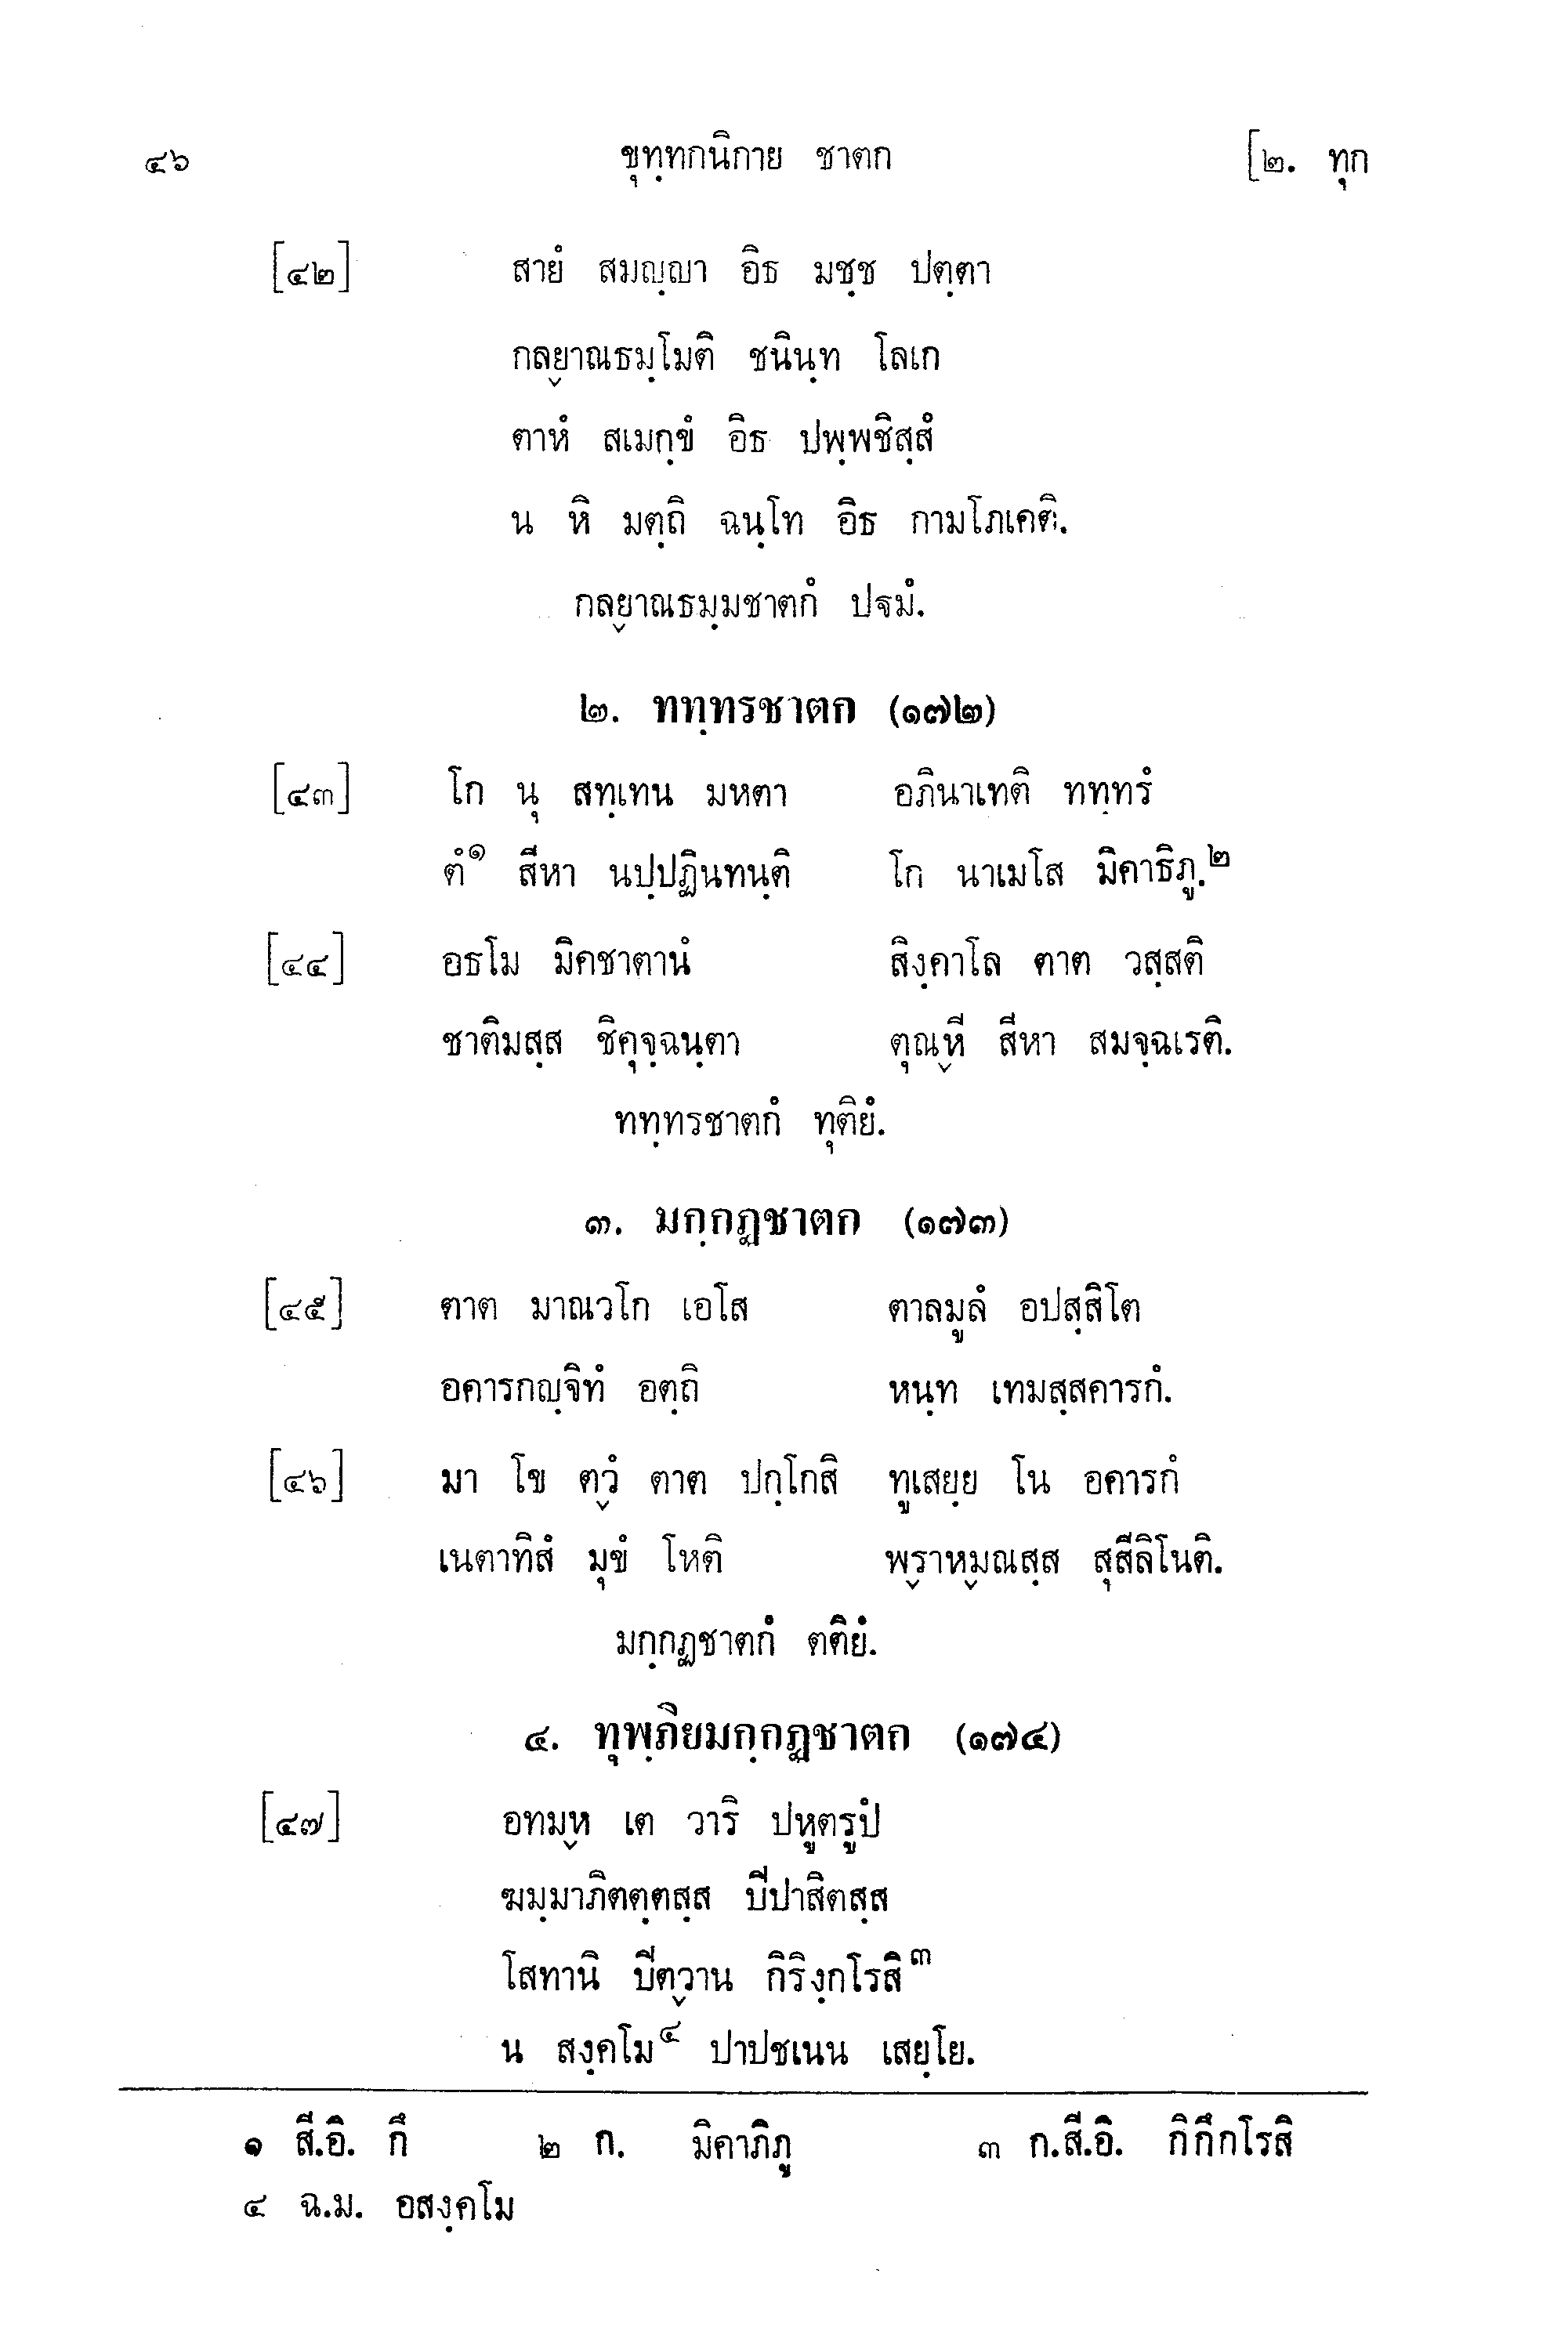 ๔๖ ขุทฺทกนิกาย ชาตก [๒. ทุก
[๔๒] สายํ สมญฺญา อิธ มชฺช ปตฺตา
กลฺยาณธมฺโมติ ชนินฺท โลเก
ตาหํ สเมกฺขํ อิธ ปพฺพชิสฺสํ
น หิ มตฺถิ ฉนฺโท อิธ กามโภเคติ.
กลฺยาณธมฺมชาตกํ ปฐมํ.
๒. ททฺทรชาตก (๑๗๒)
[๔๓] โก นุ สทฺเทน มหตา อภินาเทติ ททฺทรํ
ตํ๑ สีหา นปฺปฏินทนฺติ โก นาเมโส มิคาธิภู.๒
[๔๔] อธโม มิคชาตานํ สิงฺคาโล ตาต วสฺสติ
ชาติมสฺส ชิคุจฺฉนฺตา ตุณฺหี สีหา สมจฺฉเรติ.
ททฺทรชาตกํ ทุติยํ.
๓. มกฺกฏชาตก (๑๗๓)
[๔๕] ตาต มาณวโก เอโส ตาลมูลํ อปสฺสิโต
อคารกญฺจิทํ อตฺถิ หนฺท เทมสฺสคารกํ.
[๔๖] มา โข ตฺวํ ตาต ปกฺโกสิ ทูเสยฺย โน อคารกํ
เนตาทิสํ มุขํ โหติ พฺราหฺมณสฺส สุสีลิโนติ.
มกฺกฏชาตกํ ตติยํ.
๔. ทุพฺภิยมกฺกฏชาตก (๑๗๔)
[๔๗] อทมฺห เต วาริ ปหูตรูปํ
ฆมฺมาภิตตฺตสฺส ปิปาสิตสฺส
โสทานิ ปิตฺวาน กิริงฺกโรสิ๓
น สงฺคโม๔ ปาปชเนน เสยฺโย.
๑ สี.อิ. กึ ๒ ก. มิคาภิภู ๓ ก.สี.อิ. กิกึกโรสิ
๔ ฉ.ม. อสงฺคโม